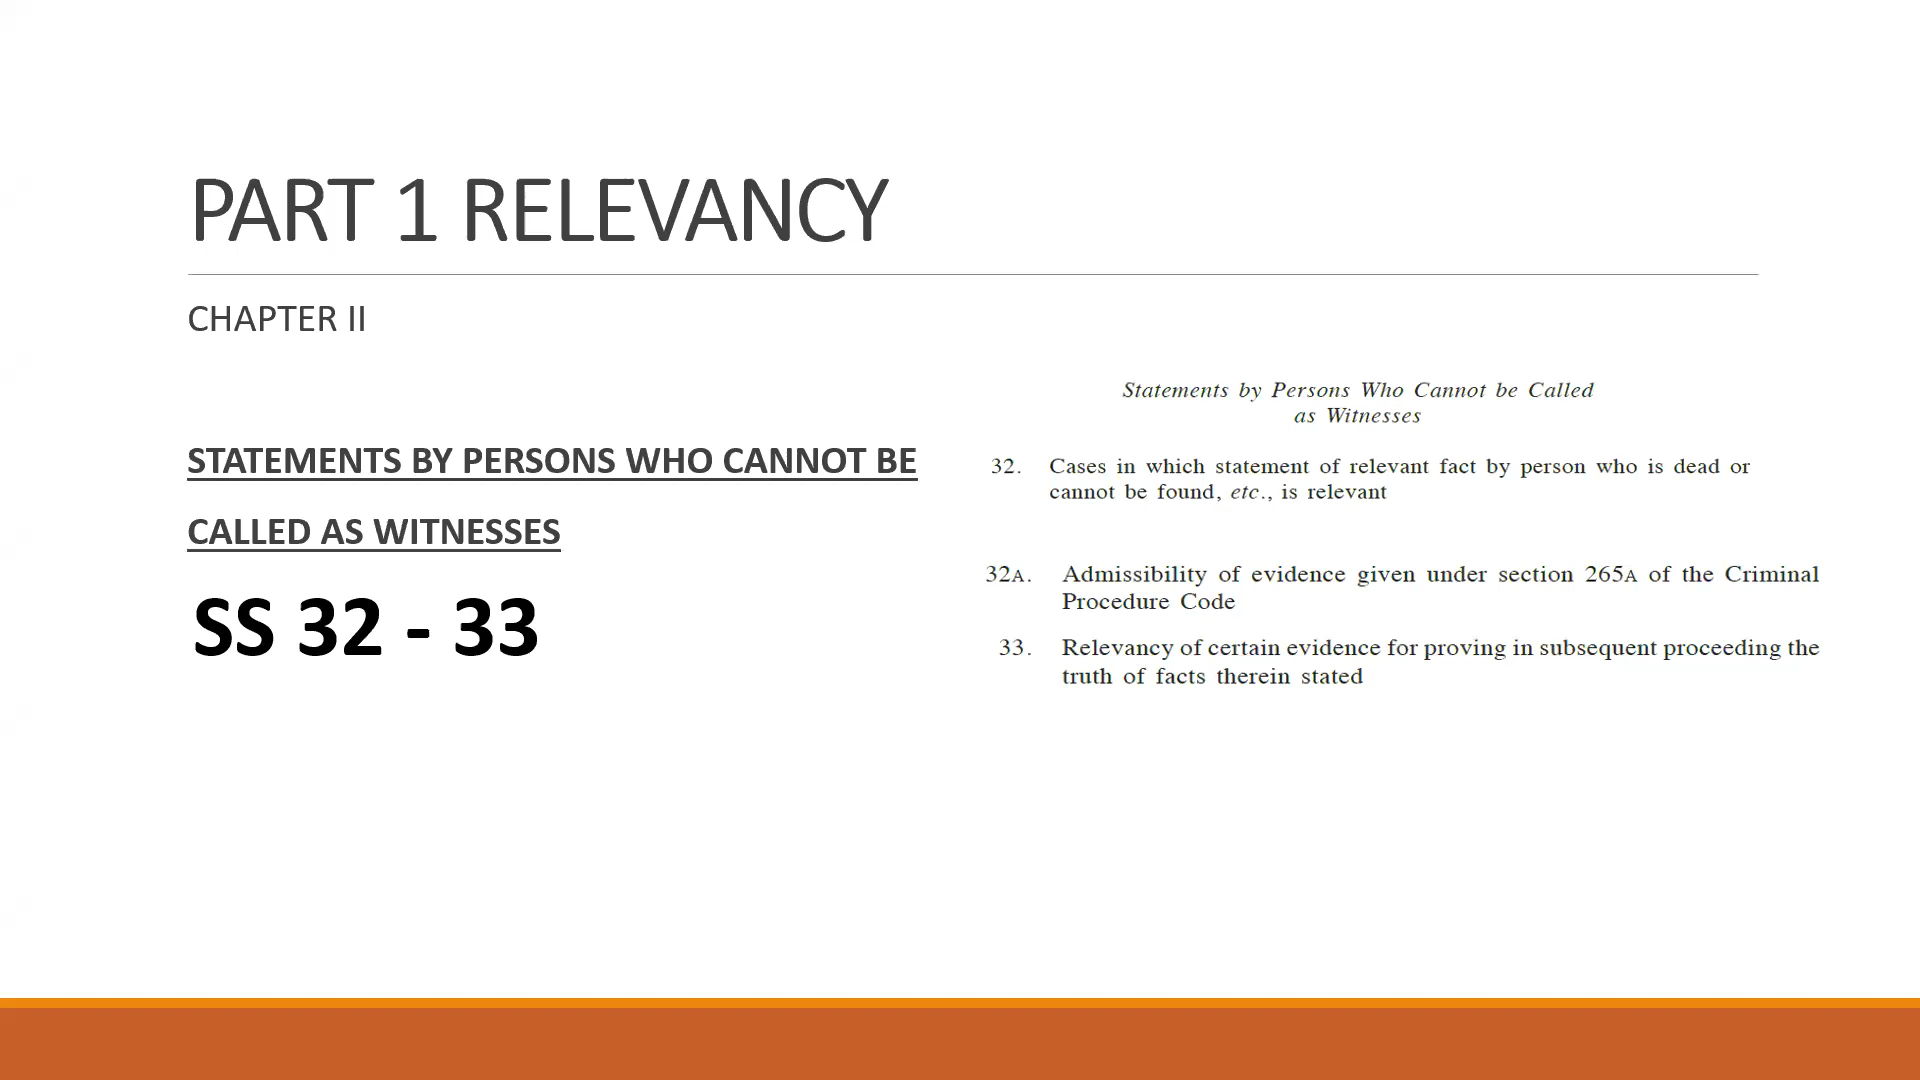 PART 1 RELEVANCY
CHAPTER II
STATEMENTS BY PERSONS WHO CANNOT BE
CALLED AS WITNESSES
SS 32 - 33
Statements by Persons Who Cannot be Called
as Witnesses
32. Cases in which statement of relevant fact by person who is dead or
cannot be found, etc., is relevant
32A. Admissibility of evidence given under section 265A of the Criminal
Procedure Code
33. Relevancy of certain evidence for proving in subsequent proceeding the
truth of facts therein stated